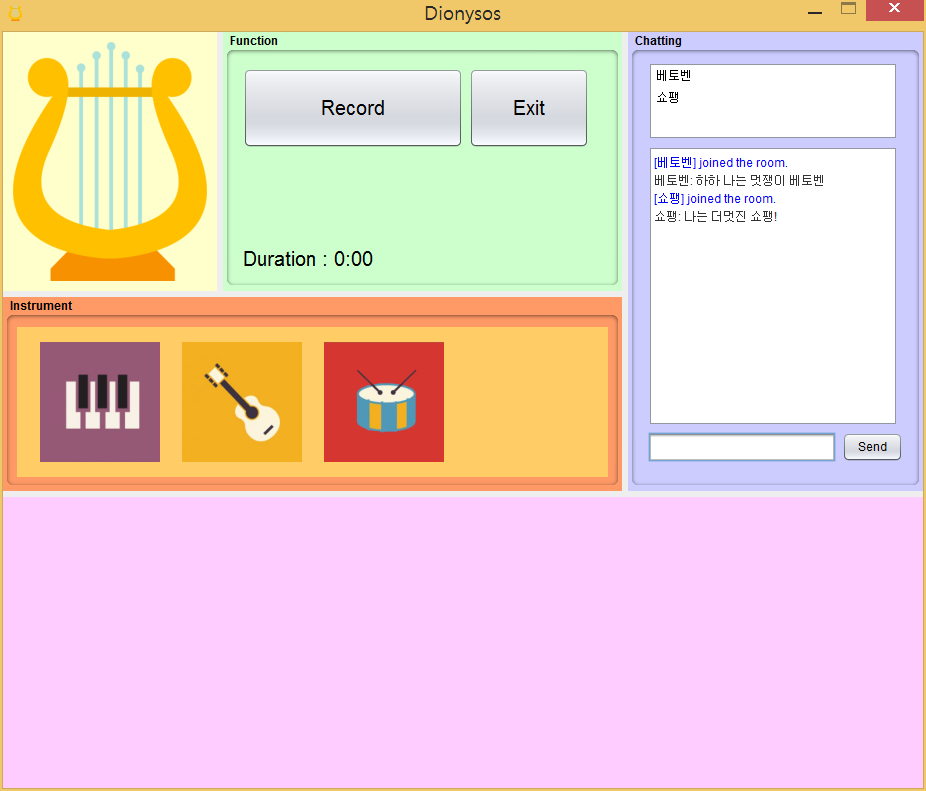 Dionysos
Function
Record
Exit
Duration : 0:00
Chatting
베토벤
쇼팽
[베토벤] joined the room.
베토벤: 하하 나는 멋쟁이 베토벤
[쇼팽] joined the room.
쇼팽: 나는 더멋진 쇼팽!
Send
Instrument